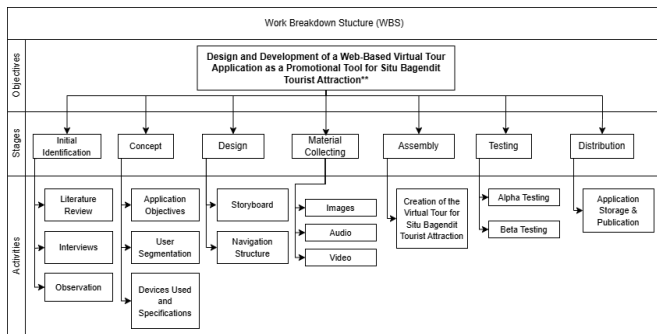 Work Breakdown Stucture (WBS)
Objectives
Design and Development of a Web-Based Virtual Tour
Application as a Promotional Tool for Situ Bagendit
Tourist Attraction**
Stages
Initial
Identification
Concept
Design
Material
Collecting
Assembly
Testing
Distribution
Activities
Literature
Review
Interviews
Observation
Application
Objectives
User
Segmentation
Devices Used
and
Specifications
Storyboard
Navigation
Structure
Images
Audio
Video
Creation of the
Virtual Tour for
Situ Bagendit
Tourist Attraction
Alpha Testing
Beta Testing
Application
Storage &
Publication